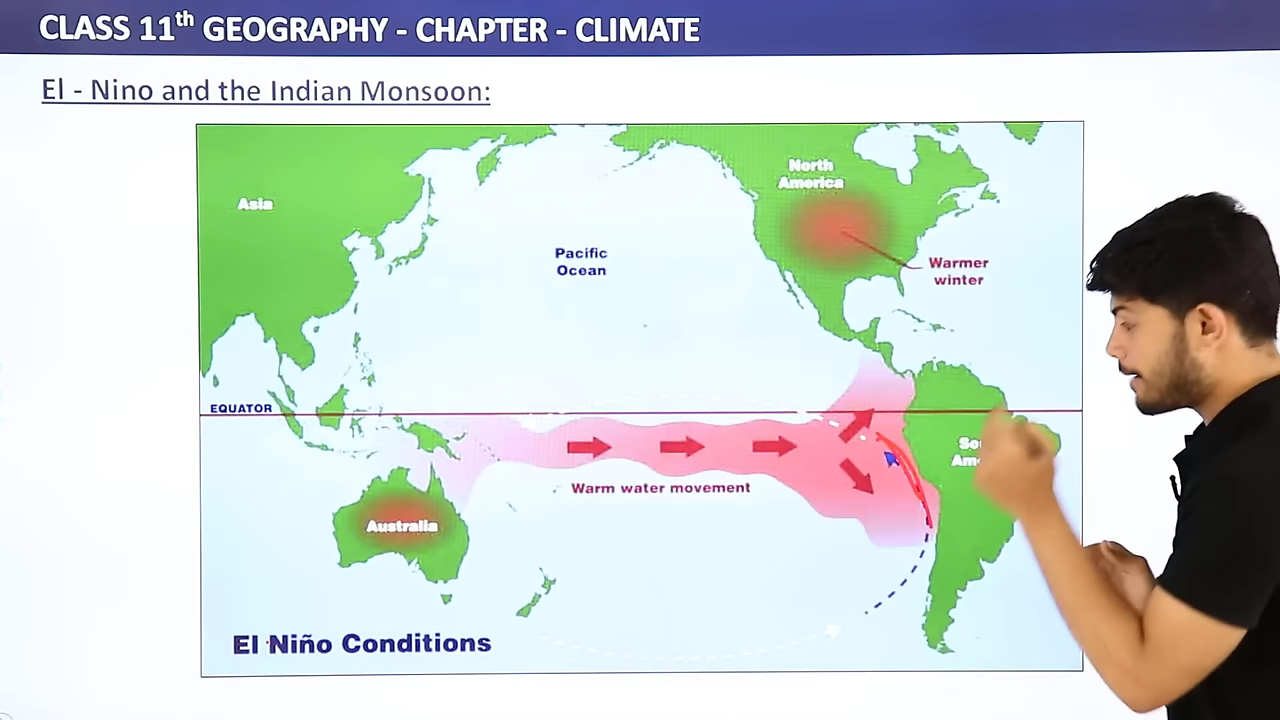 CLASS 11th GEOGRAPHY - CHAPTER - CLIMATE
El - Nino and the Indian Monsoon:
North
America
Asia
Pacific
Ocean
Warmer
winter
EQUATOR
Warm water movement
Australia
El Niño Conditions